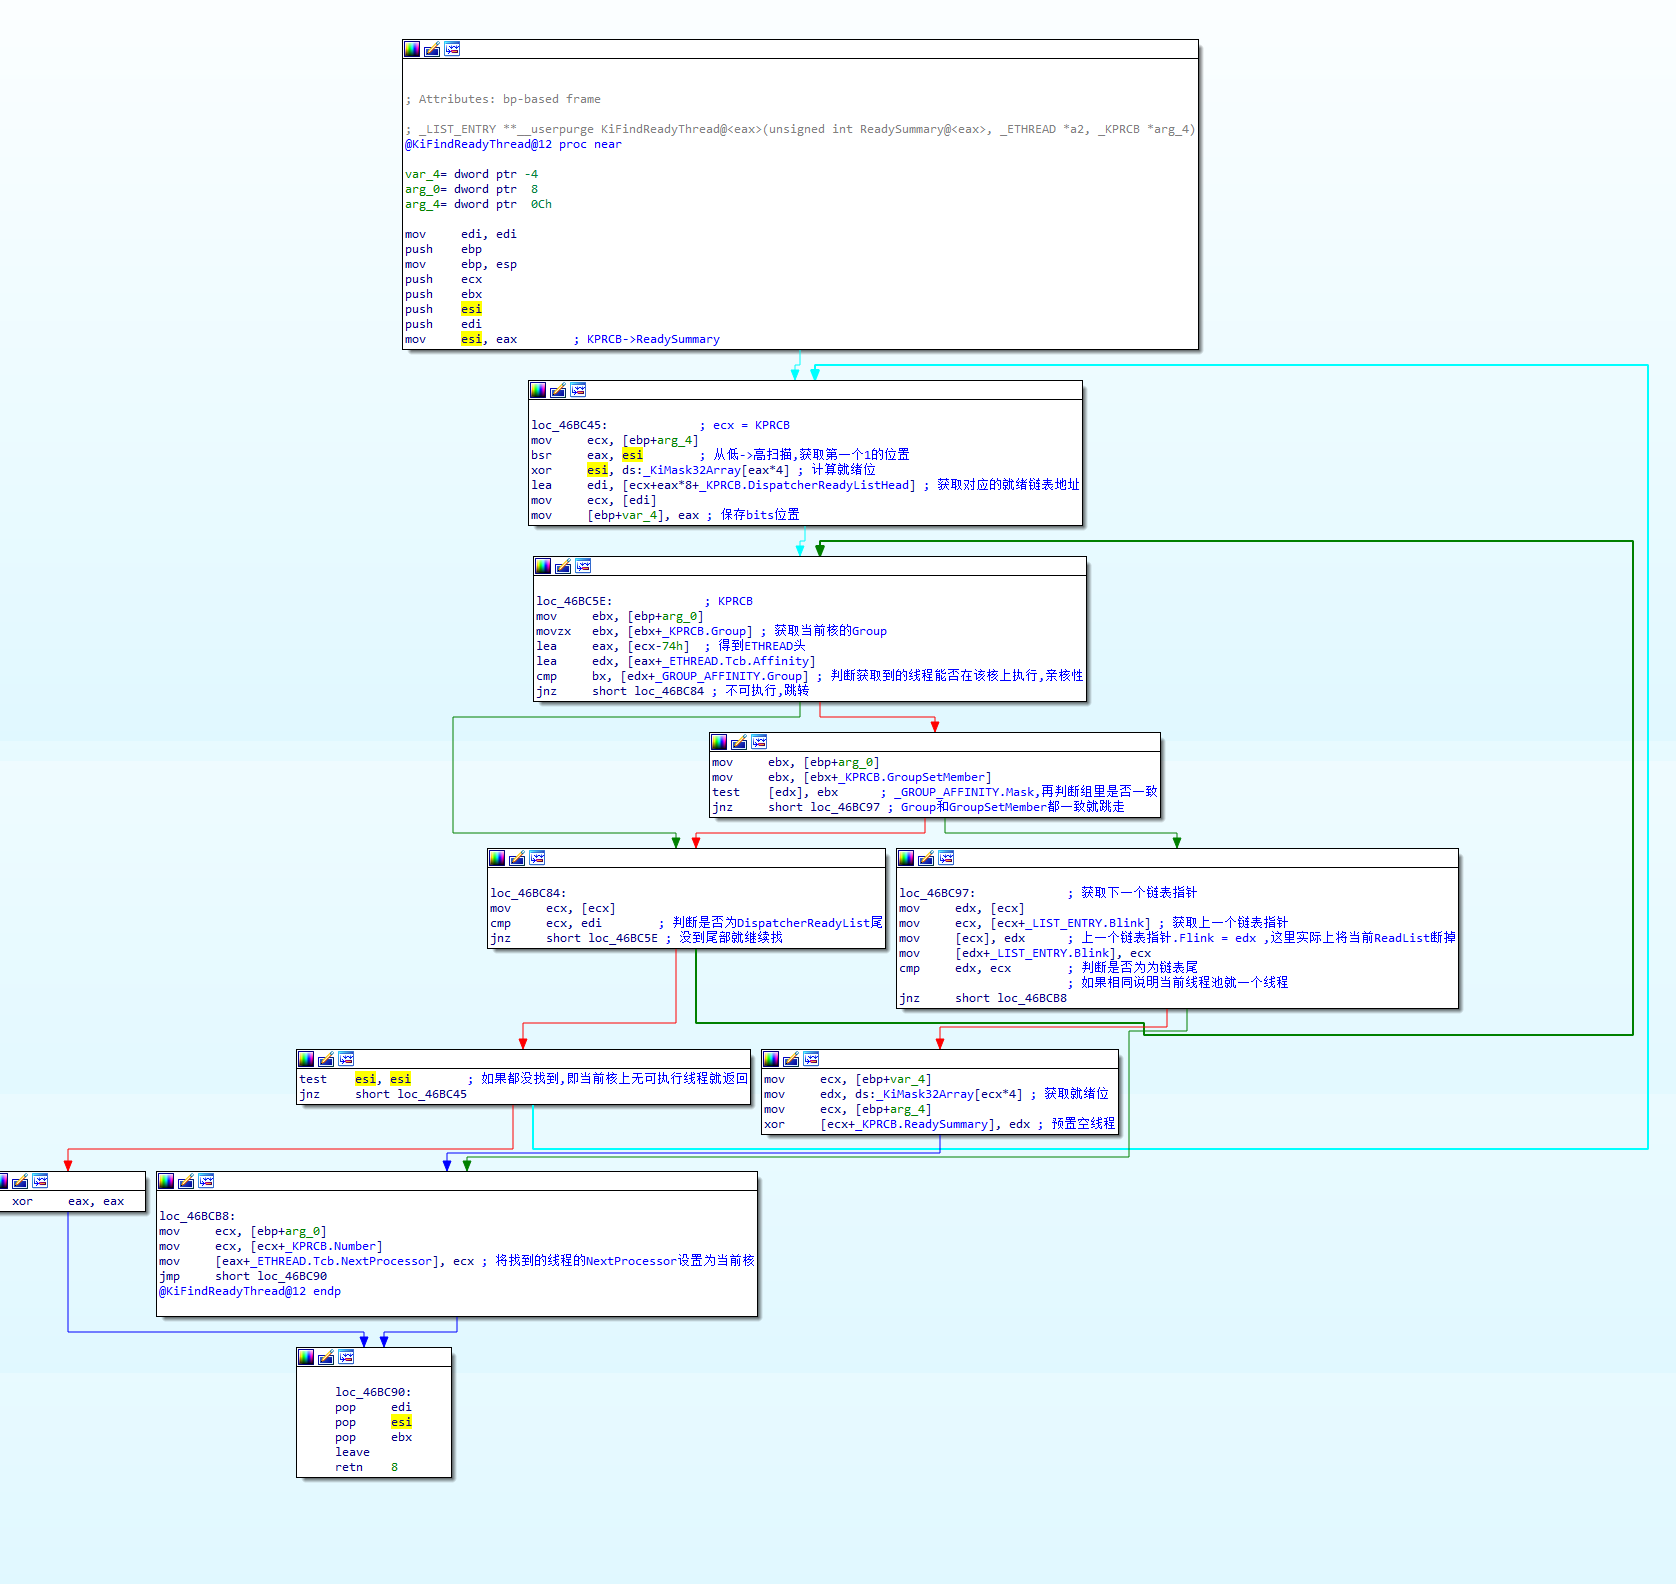 ; Attributes: bp-based frame
; _LIST_ENTRY **__userpurge KiFindReadyThread@<eax>(unsigned int ReadySummary@<eax>, _ETHREAD *a2, _KPRCB *arg_4)
@KiFindReadyThread@12 proc near
var_4= dword ptr -4
arg_0= dword ptr  8
arg_4= dword ptr  0Ch
mov     edi, edi
push    ebp
mov     ebp, esp
push    ecx
push    ebx
push    esi
push    edi
mov     esi, eax        ; KPRCB->ReadySummary
loc_46BC45:             ; ecx = KPRCB
mov     ecx, [ebp+arg_4]
bsr     eax, esi        ; 从低->高扫描,获取第一个1的位置
xor     esi, ds:_KiMask32Array[eax*4] ; 计算就绪位
lea     edi, [ecx+eax*8+_KPRCB.DispatcherReadyListHead] ; 获取对应的就绪链表地址
mov     ecx, [edi]
mov     [ebp+var_4], eax ; 保存bits位置
loc_46BC5E:             ; KPRCB
mov     ebx, [ebp+arg_0]
movzx   ebx, [ebx+_KPRCB.Group] ; 获取当前核的Group
lea     eax, [ecx-74h]  ; 得到ETHREAD头
lea     edx, [eax+_ETHREAD.Tcb.Affinity]
cmp     bx, [edx+_GROUP_AFFINITY.Group] ; 判断获取到的线程能否在该核上执行,亲核性
jnz     short loc_46BC84 ; 不可执行,跳转
mov     ebx, [ebp+arg_0]
mov     ebx, [ebx+_KPRCB.GroupSetMember]
test    [edx], ebx      ; _GROUP_AFFINITY.Mask,再判断组里是否一致
jnz     short loc_46BC97 ; Group和GroupSetMember都一致就跳走
loc_46BC84:
mov     ecx, [ecx]
cmp     ecx, edi        ; 判断是否为DispatcherReadyList尾
jnz     short loc_46BC5E ; 没到尾部就继续找
loc_46BC97:             ; 获取下一个链表指针
mov     edx, [ecx]
mov     ecx, [ecx+_LIST_ENTRY.Blink] ; 获取上一个链表指针
mov     [ecx], edx      ; 上一个链表指针.Flink = edx ,这里实际上将当前ReadList断掉
mov     [edx+_LIST_ENTRY.Blink], ecx
cmp     edx, ecx        ; 判断是否为为链表尾
; 如果相同说明当前线程池就一个线程
jnz     short loc_46BCB8
test    esi, esi        ; 如果都没找到,即当前核上无可执行线程就返回
jnz     short loc_46BC45
mov     ecx, [ebp+var_4]
mov     edx, ds:_KiMask32Array[ecx*4] ; 获取就绪位
mov     ecx, [ebp+arg_4]
xor     [ecx+_KPRCB.ReadySummary], edx ; 预置空线程
xor     eax, eax
loc_46BCB8:
mov     ecx, [ebp+arg_0]
mov     ecx, [ecx+_KPRCB.Number]
mov     [eax+_ETHREAD.Tcb.NextProcessor], ecx ; 将找到的线程的NextProcessor设置为当前核
jmp     short loc_46BC90
@KiFindReadyThread@12 endp
loc_46BC90:
pop     edi
pop     esi
pop     ebx
leave
retn    8